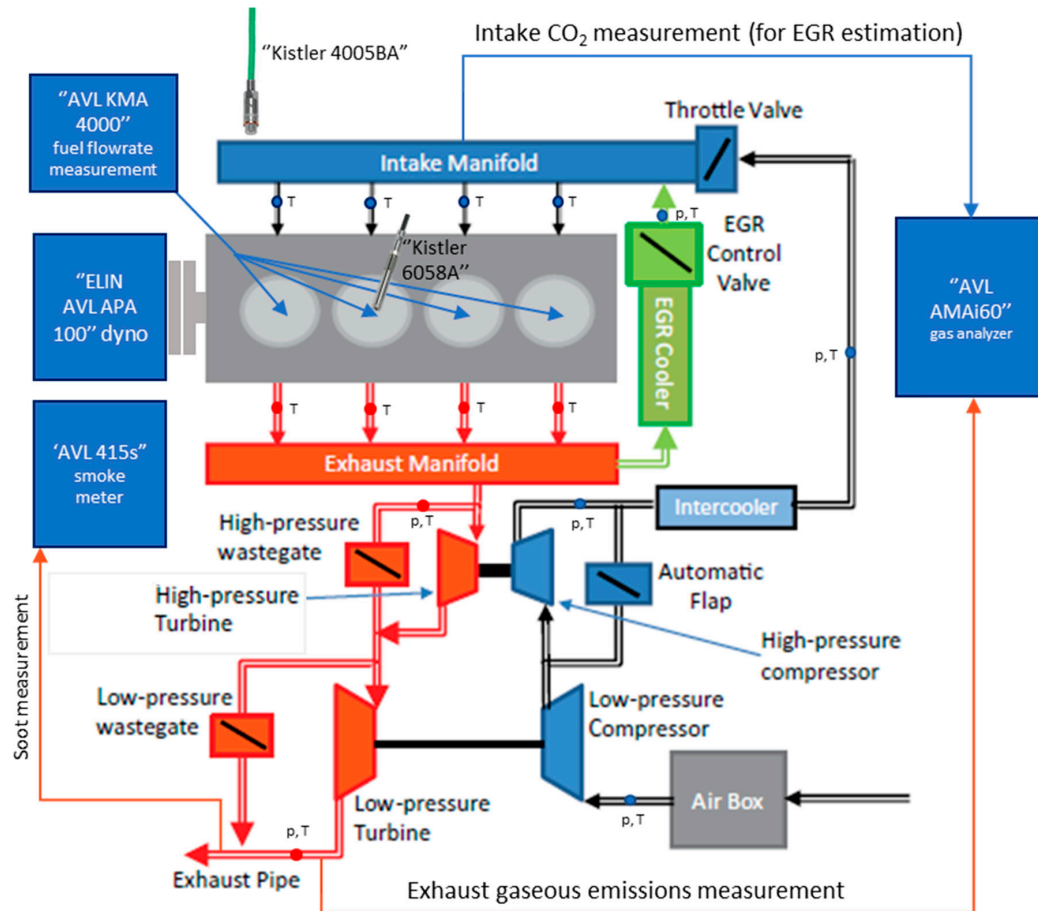 Intake CO₂ measurement (for EGR estimation)
“Kistler 4005BA”
“AVL KMA
4000”
fuel flowrate
measurement
Throttle Valve
Intake Manifold
T
T
T
T
p, T
EGR
Control
Valve
“Kistler
6058A”
“ELIN
AVL APA
100” dyno
“AVL
AMAi60”
gas analyzer
EGR Cooler
p, T
T
T
T
T
‘AVL 415s”
smoke
meter
Exhaust Manifold
Intercooler
p, T
p, T
High-pressure
wastegate
Automatic
Flap
High-pressure
Turbine
High-pressure
compressor
Low-pressure
wastegate
Low-pressure
Compressor
Soot measurement
Air Box
p, T
Low-pressure
Turbine
p, T
Exhaust Pipe
Exhaust gaseous emissions measurement